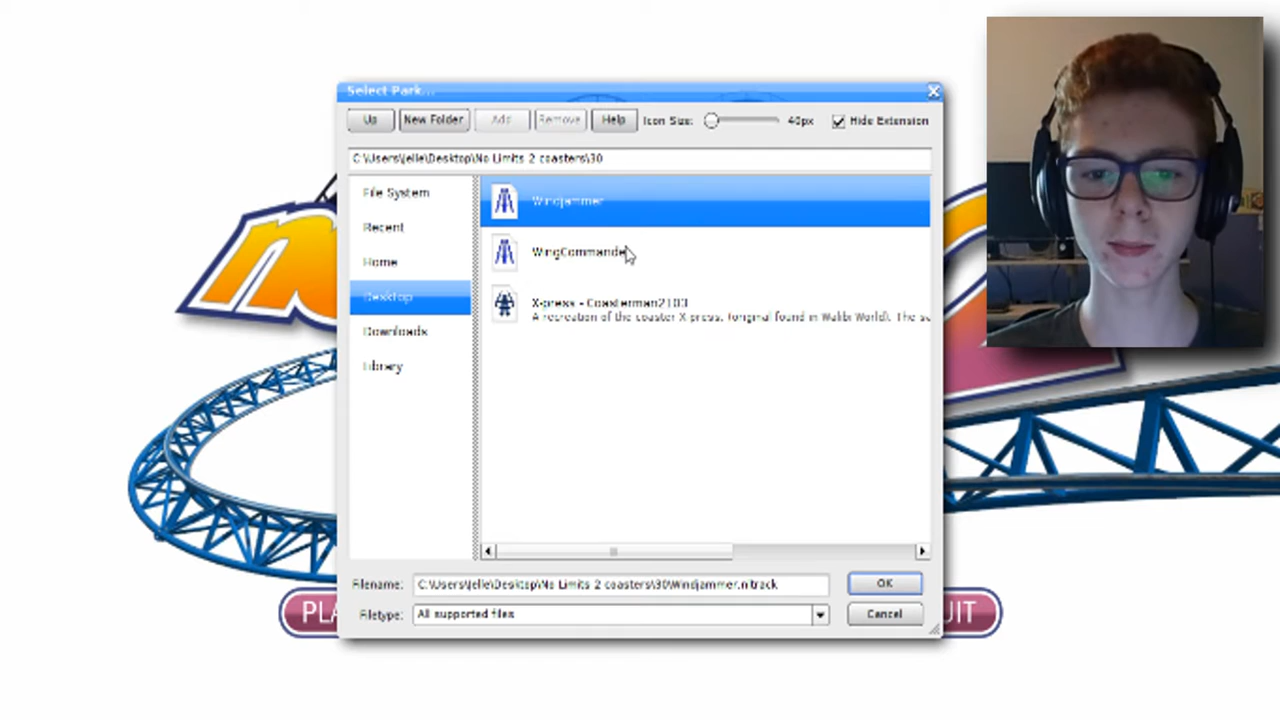 Select Park...
Up
New Folder
Add
Remove
Help
Icon Size:
40px
Hide Extension
C:\Users\Jelle\Desktop\No Limits 2 coasters\30
File System
Recent
Home
Desktop
Downloads
Library
Windjammer
WingCommander
X-press - Coasterman2103
A recreation of the coaster X-press, (original found in Walibi World). The
Filename:
C:\Users\Jelle\Desktop\No Limits 2 coasters\30\Windjammer.nltrack
OK
Filetype:
All supported files
Cancel
PL
UIT